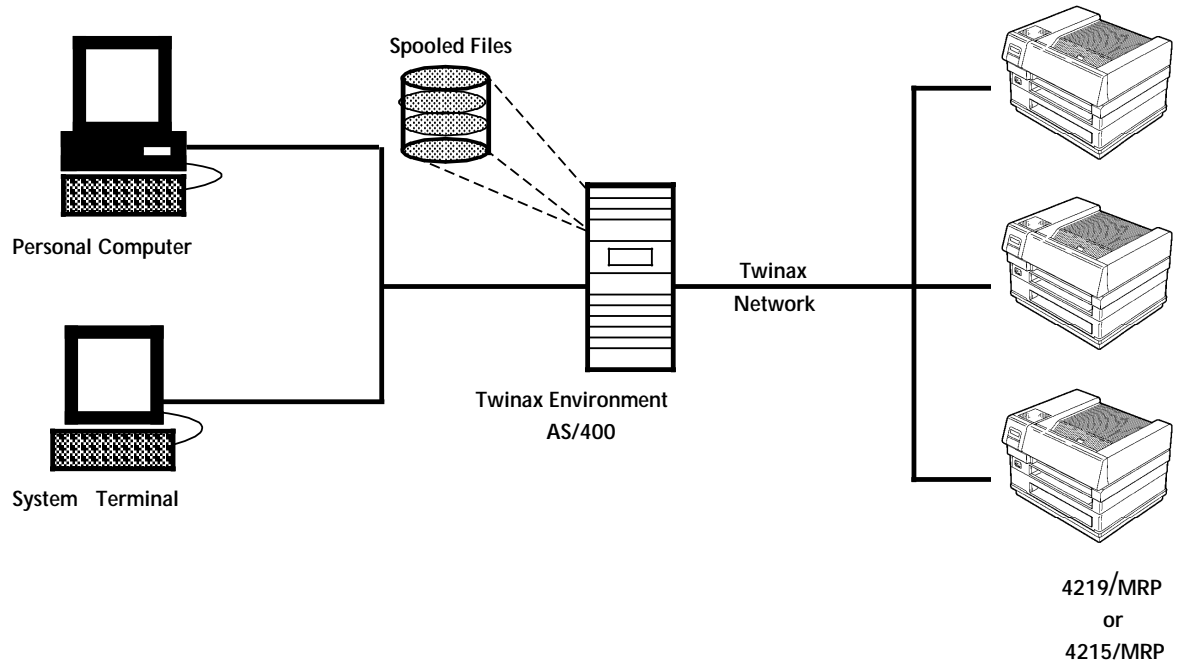 Spooled Files
Personal Computer
Twinax
Network
Twinax Environment
AS/400
System Terminal
4219/MRP
or
4215/MRP